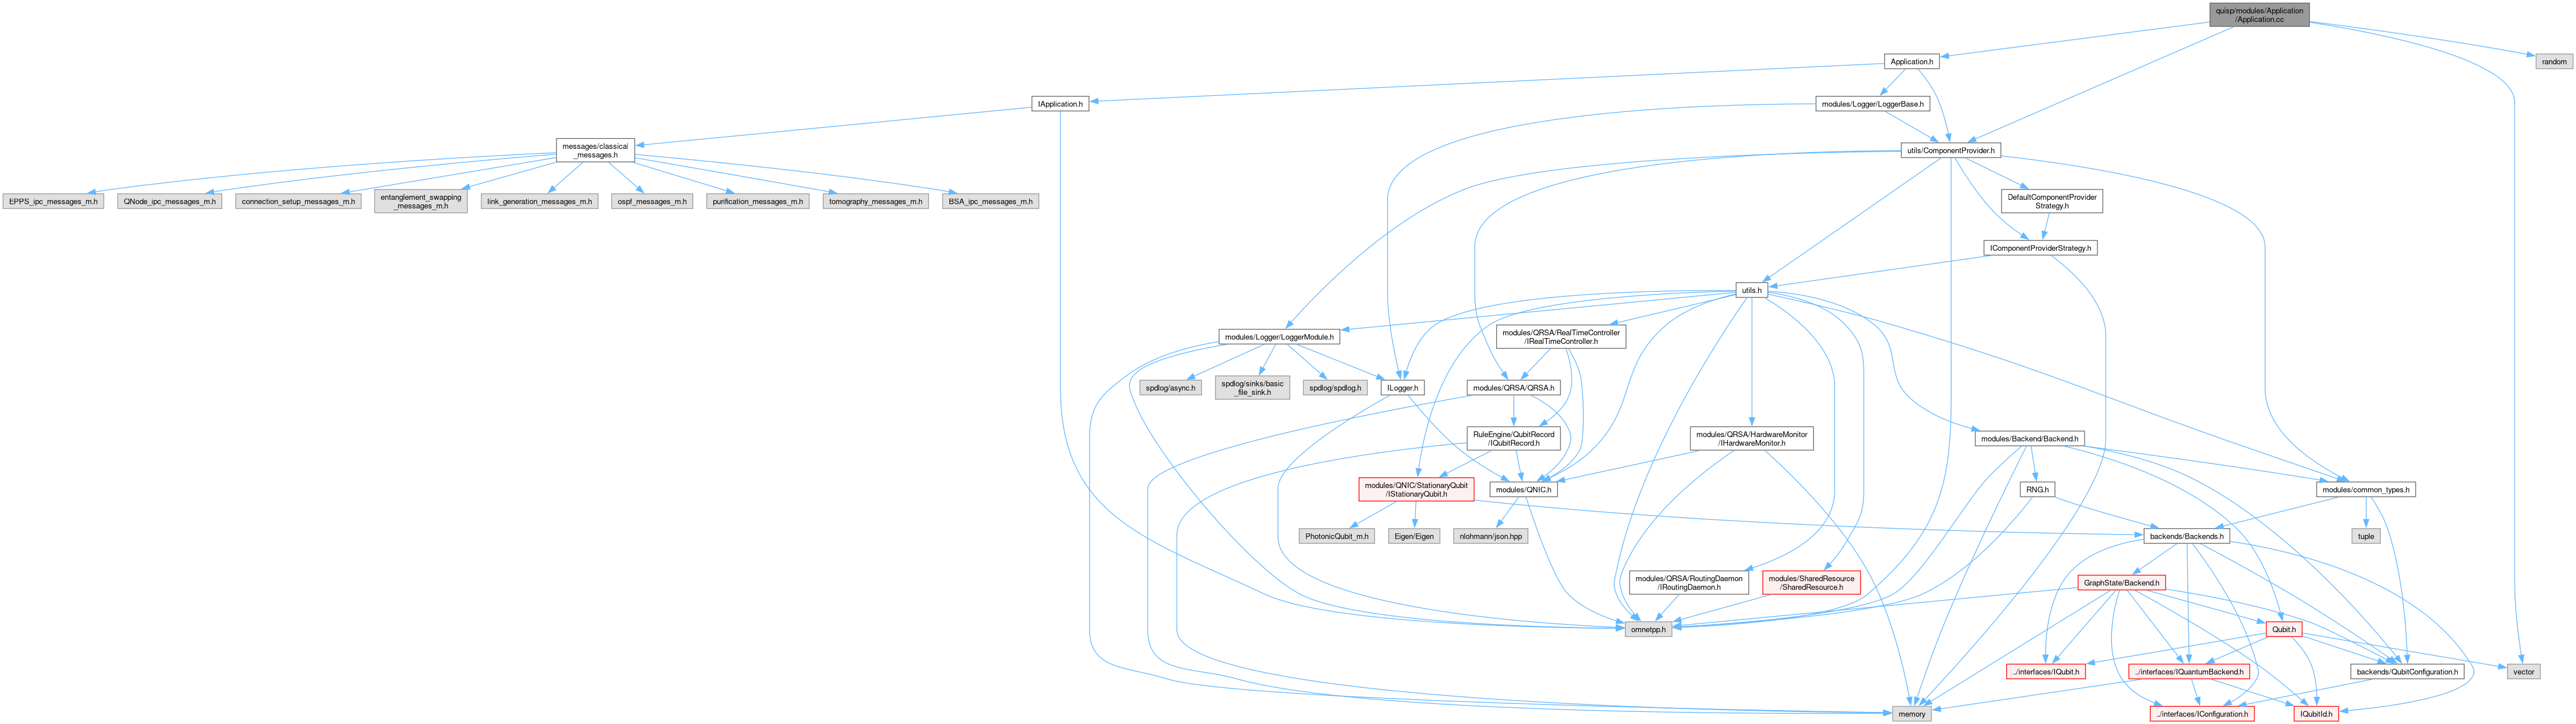 quisp/modules/Application
/Application.cc
Application.h
random
IApplication.h
modules/Logger/LoggerBase.h
messages/classical
_messages.h
utils/ComponentProvider.h
EPPS_ipc_messages_m.h
QNode_ipc_messages_m.h
connection_setup_messages_m.h
entanglement_swapping
_messages_m.h
link_generation_messages_m.h
ospf_messages_m.h
purification_messages_m.h
tomography_messages_m.h
BSA_ipc_messages_m.h
DefaultComponentProvider
Strategy.h
IComponentProviderStrategy.h
utils.h
modules/Logger/LoggerModule.h
modules/QRSA/RealTimeController
/IRealTimeController.h
spdlog/async.h
spdlog/sinks/basic
_file_sink.h
spdlog/spdlog.h
ILogger.h
modules/QRSA/QRSA.h
RuleEngine/QubitRecord
/IQubitRecord.h
modules/QRSA/HardwareMonitor
/IHardwareMonitor.h
modules/Backend/Backend.h
modules/QNIC/StationaryQubit
/IStationaryQubit.h
modules/QNIC.h
RNG.h
modules/common_types.h
PhotonicQubit_m.h
Eigen/Eigen
nlohmann/json.hpp
backends/Backends.h
tuple
modules/QRSA/RoutingDaemon
/IRoutingDaemon.h
modules/SharedResource
/SharedResource.h
GraphState/Backend.h
omnetpp.h
Qubit.h
../interfaces/IQubit.h
../interfaces/IQuantumBackend.h
backends/QubitConfiguration.h
vector
memory
../interfaces/IConfiguration.h
IQubitId.h